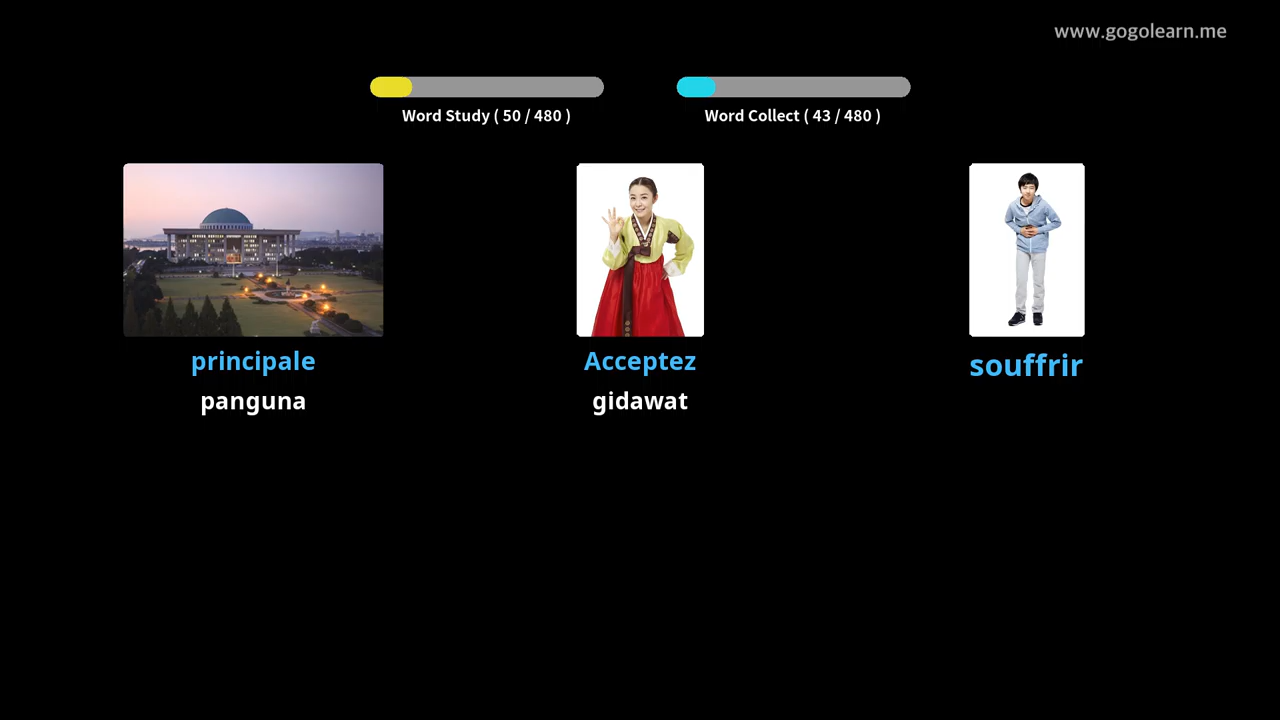 www.gogolearn.me
Word Study ( 50 / 480 )
Word Collect ( 43 / 480 )
principale
Acceptez
souffrir
panguna
gidawat